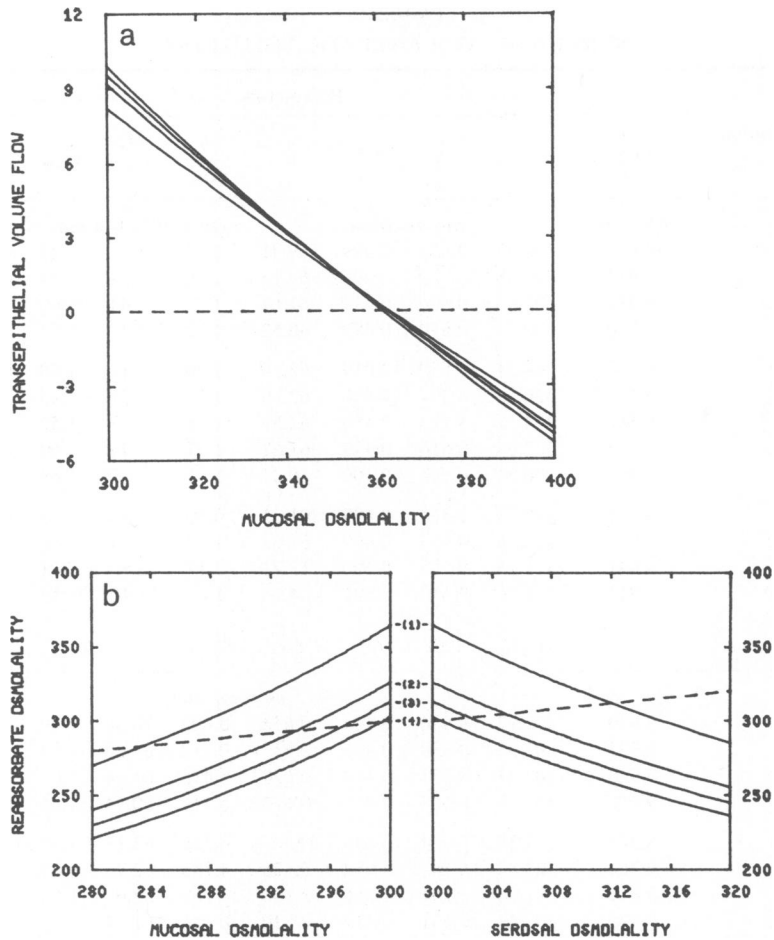 a
12
9
6
3
0
-3
-6
TRANSEPITHELIAL VOLUME FLOW
300 320 340 360 380 400
MUCOSAL OSMOLALITY
b
400
350
300
250
200
REABSORBATE OSMOLALITY
280 284 288 292 296 300
MUCOSAL OSMOLALITY
-(1)-
-(2)-
-(3)-
-(4)-
400
350
300
250
200
300 304 308 312 316 320
SEROSAL OSMOLALITY